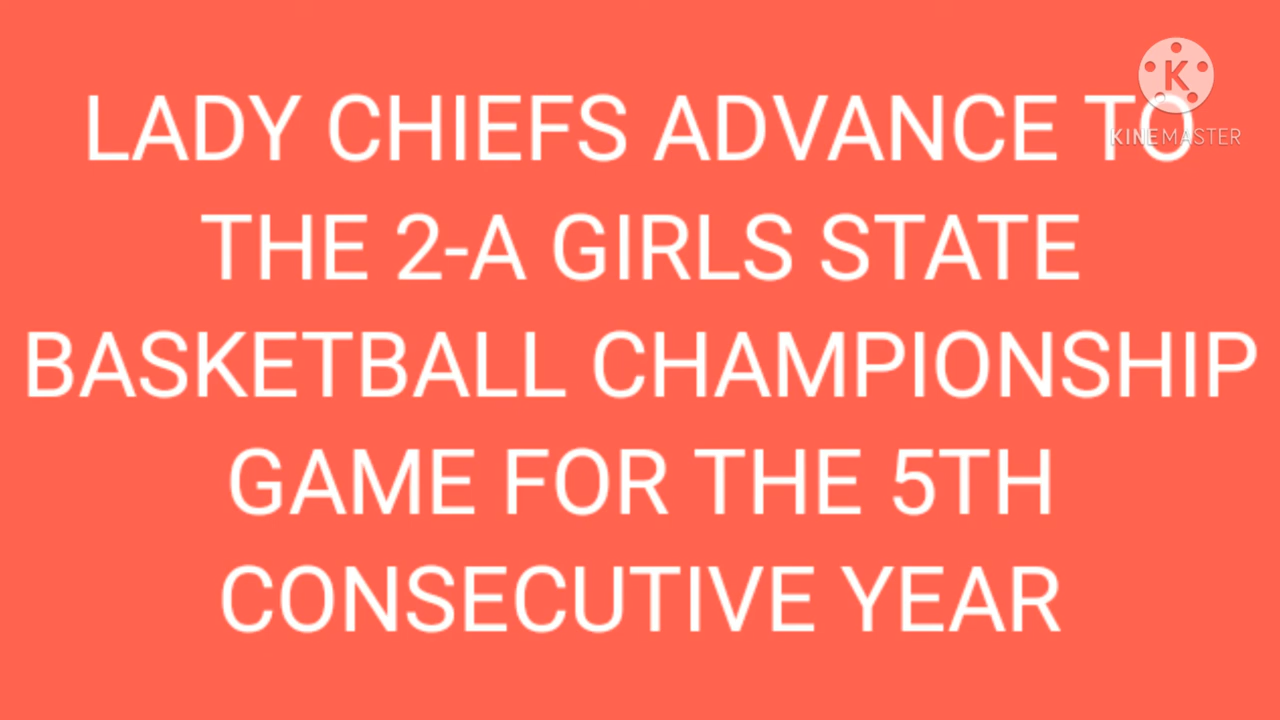 LADY CHIEFS ADVANCE TO
THE 2-A GIRLS STATE
BASKETBALL CHAMPIONSHIP
GAME FOR THE 5TH
CONSECUTIVE YEAR
K
KINEMASTER